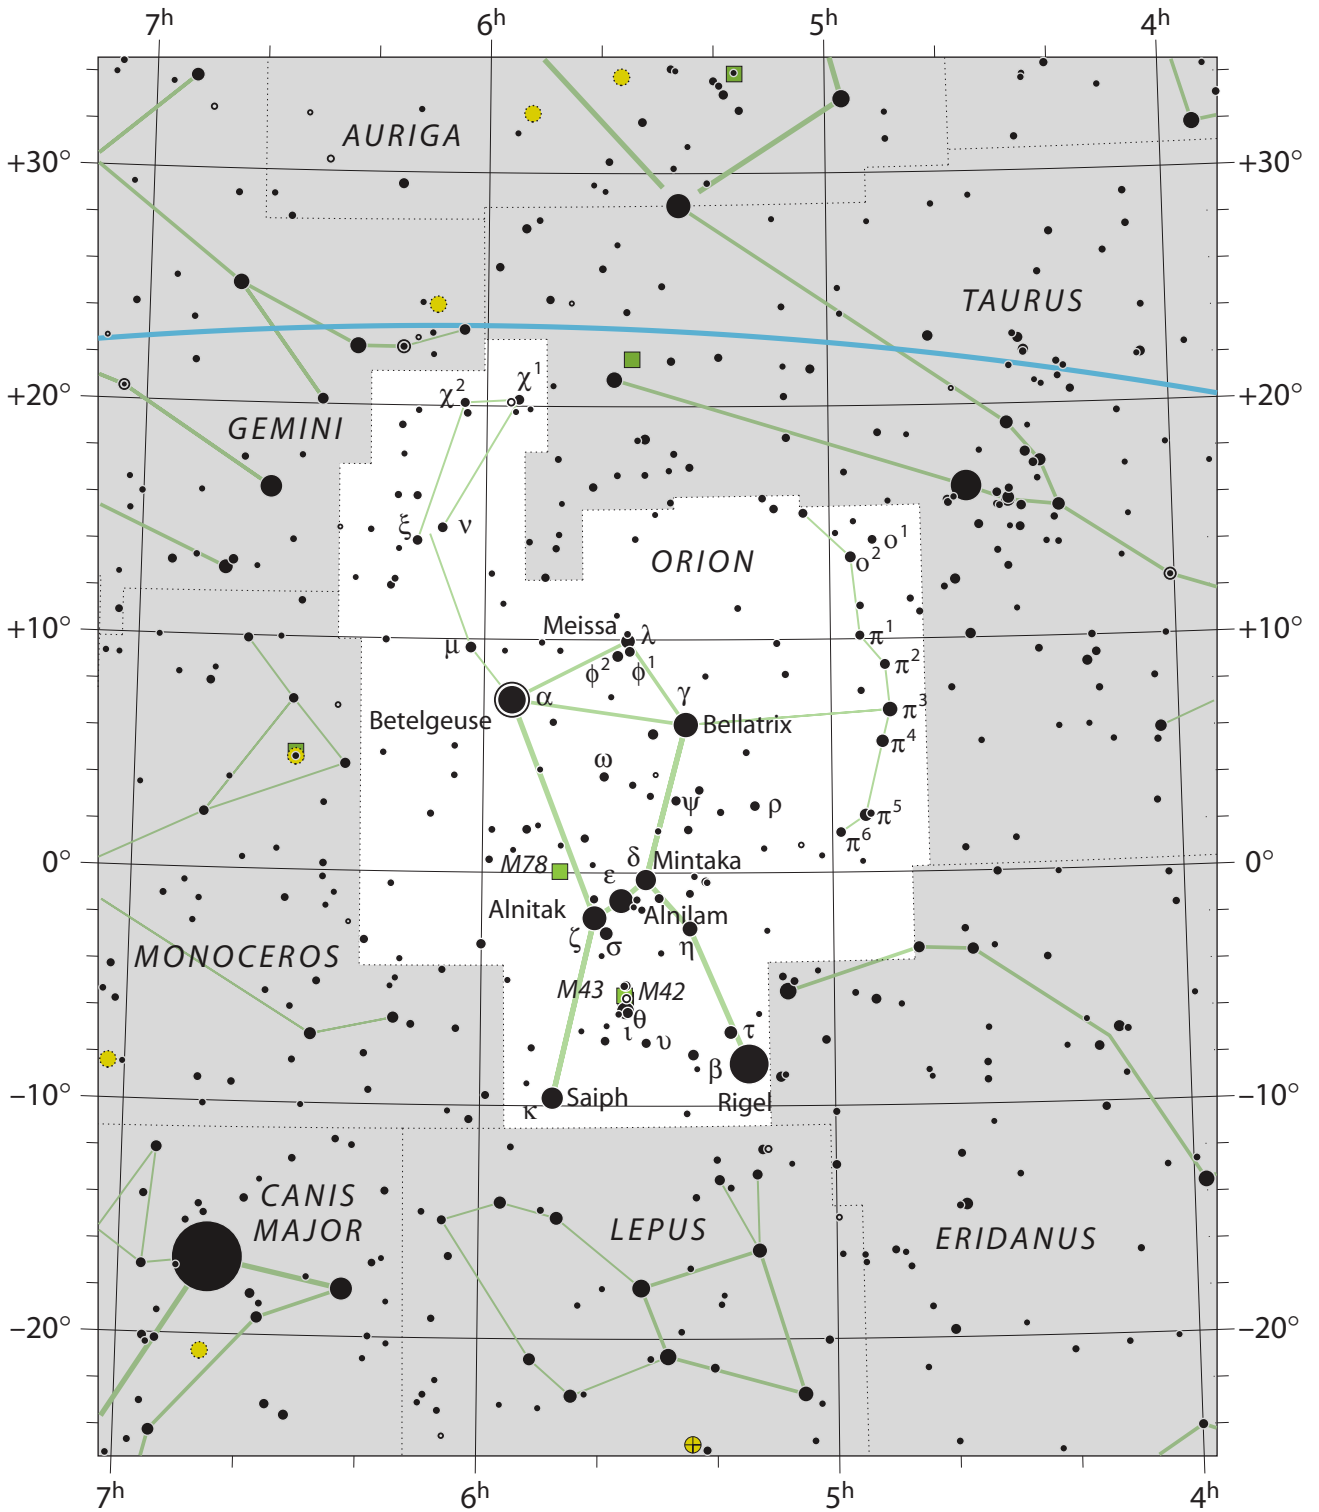 7h 6h 5h 4h
AURIGA
+30° +30°
TAURUS
χ2 χ1
+20° +20°
GEMINI
ξ ν
ο1
ORION
ο2
+10° Meissa λ π1 +10°
μ φ2 φ1 π2
α γ
Betelgeuse Bellatrix π3
π4
ω
ψ ρ π5
π6
0° M78 δ Mintaka 0°
ε
Alnitak Alnilam
ζ σ η
MONOCEROS
M43 M42
θ
ι υ τ
β
−10° κ Saiph Rigel −10°
CANIS
MAJOR LEPUS ERIDANUS
−20° −20°
7h 6h 5h 4h